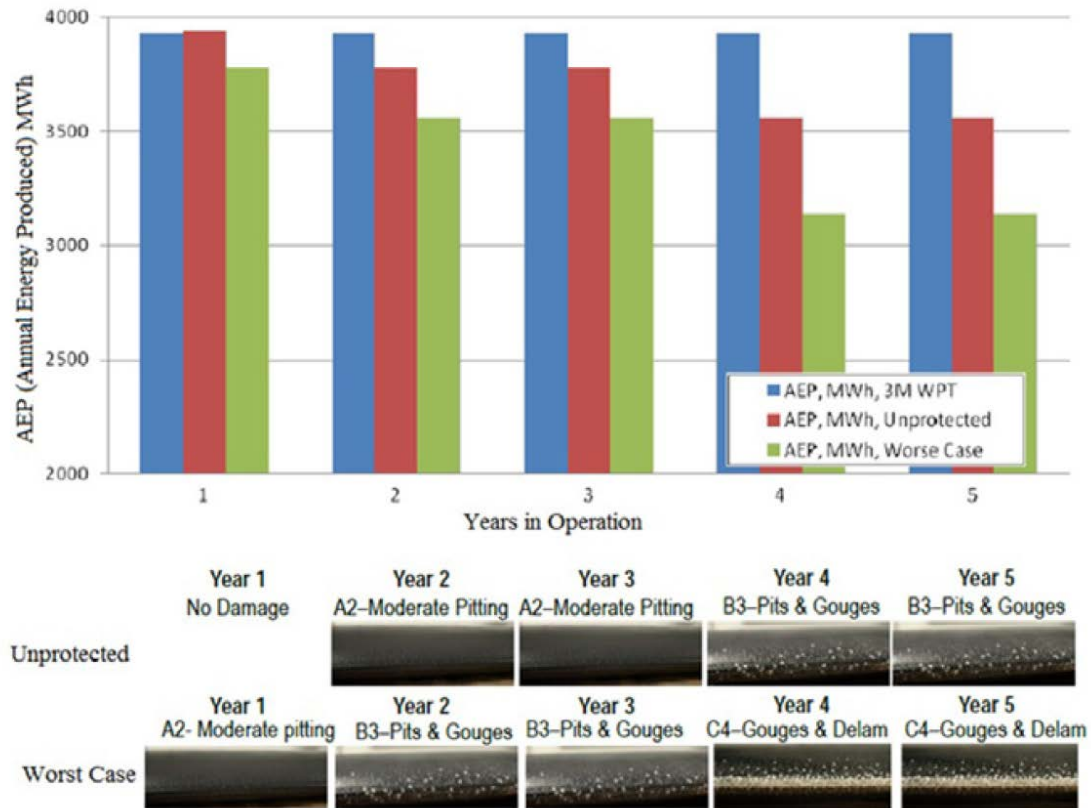 4000
3500
3000
2500
2000
AEP (Annual Energy Produced) MWh
AEP, MWh, 3M WPT
AEP, MWh, Unprotected
AEP, MWh, Worse Case
1 2 3 4 5
Years in Operation
Year 1 Year 2 Year 3 Year 4 Year 5
No Damage A2–Moderate Pitting A2–Moderate Pitting B3–Pits & Gouges B3–Pits & Gouges
Unprotected
Year 1 Year 2 Year 3 Year 4 Year 5
A2- Moderate pitting B3–Pits & Gouges B3–Pits & Gouges C4–Gouges & Delam C4–Gouges & Delam
Worst Case